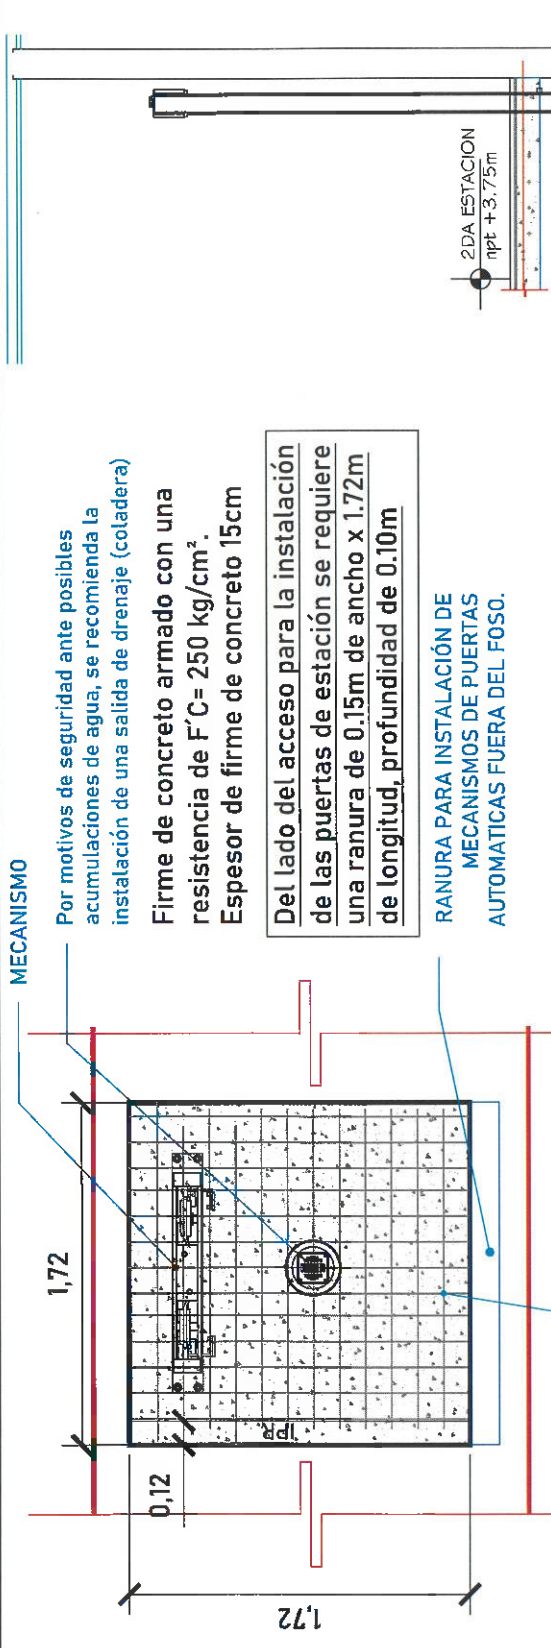 MECANISMO
Por motivos de seguridad ante posibles
acumulaciones de agua, se recomienda la
instalación de una salida de drenaje (coladera)
Firme de concreto armado con una
resistencia de F´C= 250 kg/cm².
Espesor de firme de concreto 15cm
Del lado del acceso para la instalación
de las puertas de estación se requiere
una ranura de 0.15m de ancho x 1.72m
de longitud, profundidad de 0.10m
RANURA PARA INSTALACIÓN DE
MECANISMOS DE PUERTAS
AUTOMATICAS FUERA DEL FOSO.
1,72
0,12
IPR
1,72
2DA ESTACION
npt +3.75m